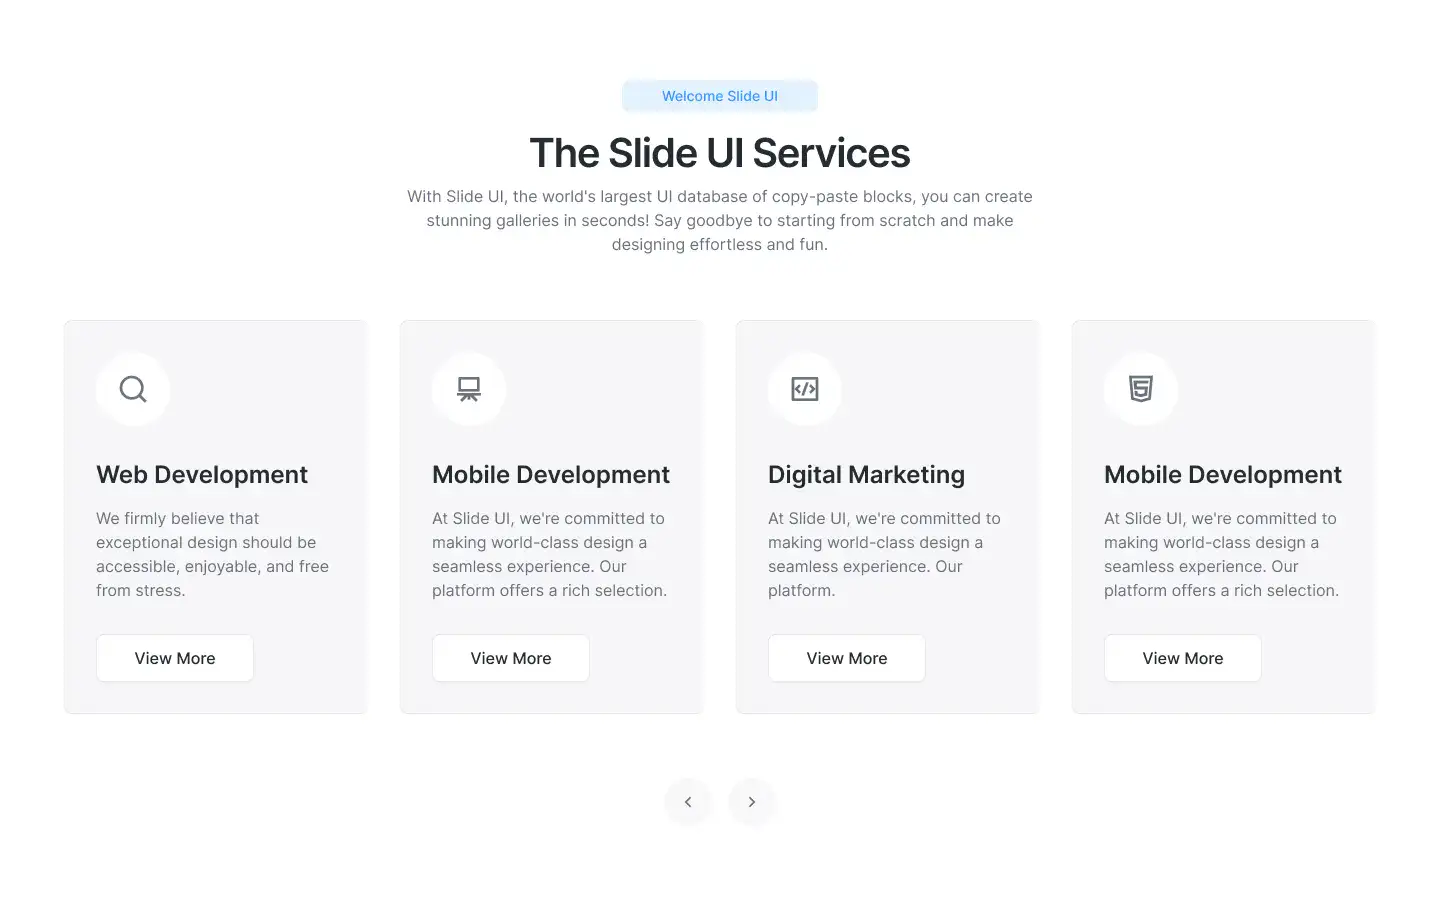 Welcome Slide UI
The Slide UI Services
With Slide UI, the world's largest UI database of copy-paste blocks, you can create
stunning galleries in seconds! Say goodbye to starting from scratch and make
designing effortless and fun.
Web Development
We firmly believe that
exceptional design should be
accessible, enjoyable, and free
from stress.
View More
Mobile Development
At Slide UI, we're committed to
making world-class design a
seamless experience. Our
platform offers a rich selection.
View More
Digital Marketing
At Slide UI, we're committed to
making world-class design a
seamless experience. Our
platform.
View More
Mobile Development
At Slide UI, we're committed to
making world-class design a
seamless experience. Our
platform offers a rich selection.
View More